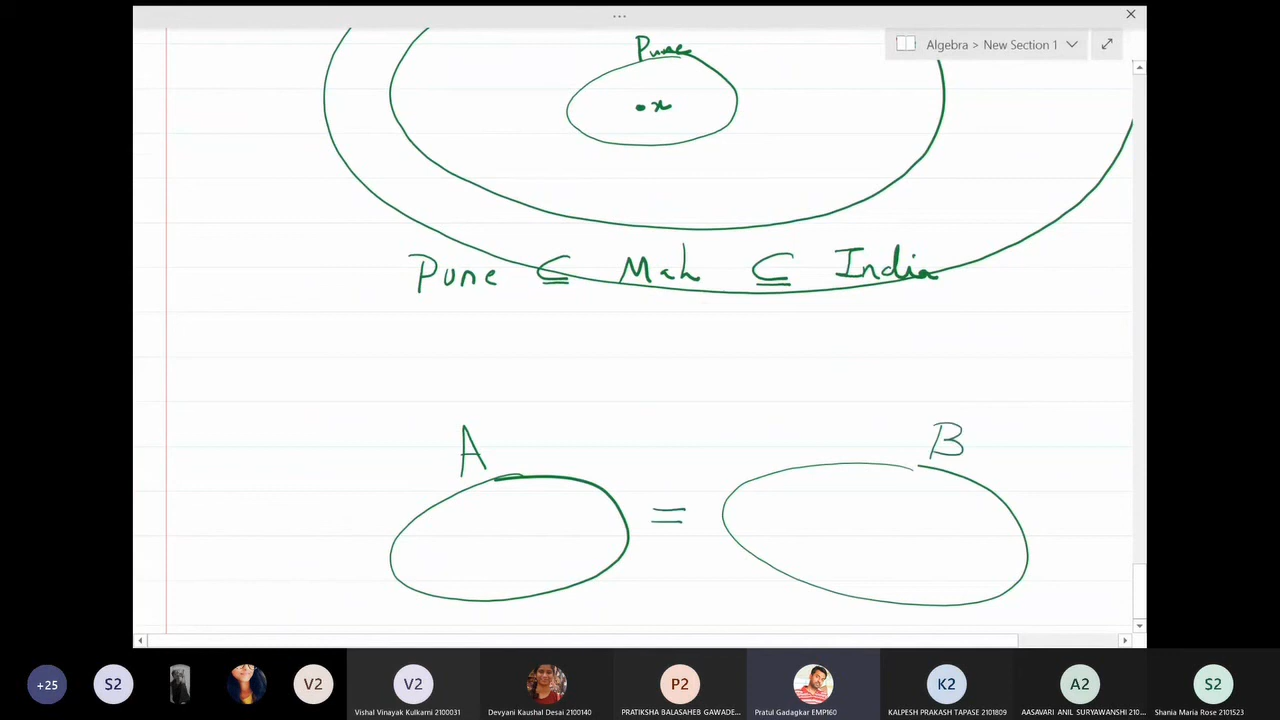 Algebra > New Section 1
Pune
x
Pune ⊆ Mah ⊆ India
A
B
=
+25
S2
V2
V2
P2
K2
A2
S2
Vishal Vinayak Kulkarni 2100031
Devyani Kaushal Desai 2100140
PRATIKSHA BALASAHEB GAWADE...
Pratul Gadagkar EMP160
KALPESH PRAKASH TAPASE 2101809
AASAVARI ANIL SURYAWANSHI 210...
Shania Maria Rose 2101523